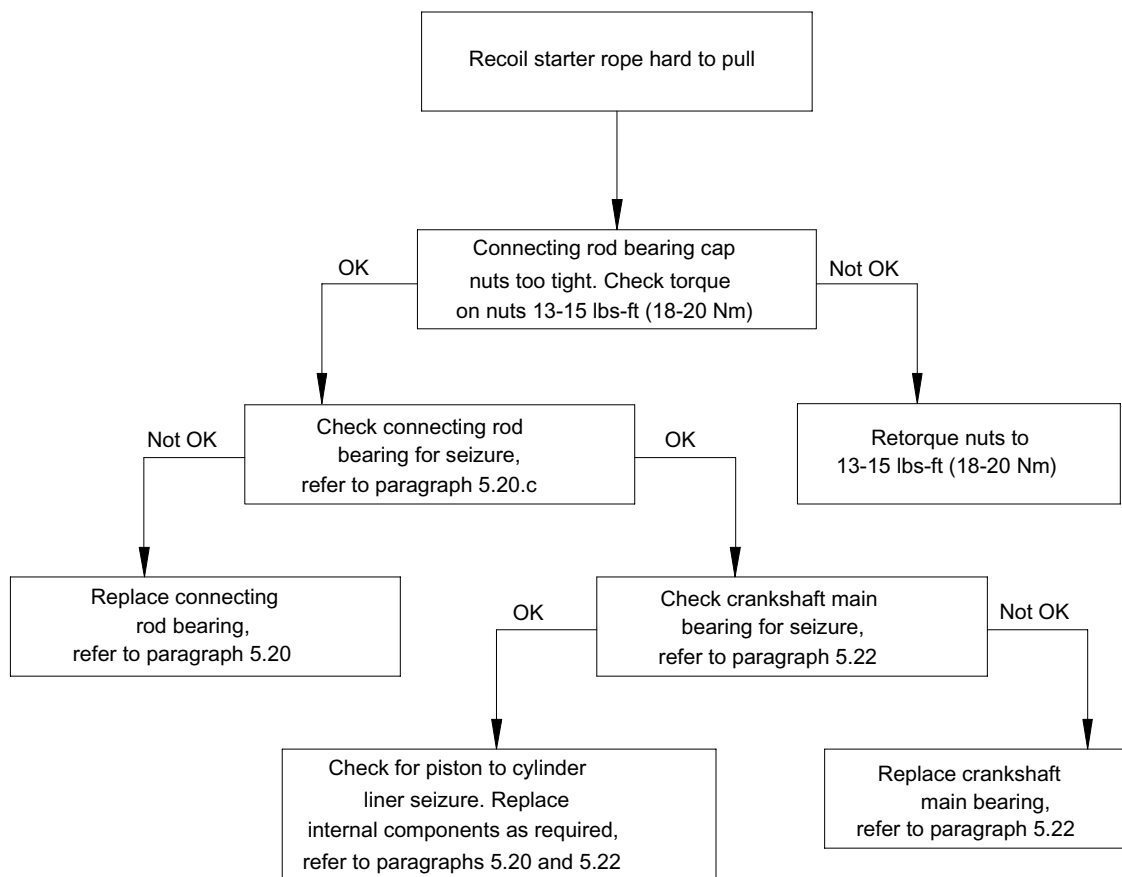 Recoil starter rope hard to pull
Connecting rod bearing cap
nuts too tight. Check torque
on nuts 13-15 lbs-ft (18-20 Nm)
OK
Not OK
Check connecting rod
bearing for seizure,
refer to paragraph 5.20.c
Not OK
OK
Retorque nuts to
13-15 lbs-ft (18-20 Nm)
Replace connecting
rod bearing,
refer to paragraph 5.20
Check crankshaft main
bearing for seizure,
refer to paragraph 5.22
OK
Not OK
Check for piston to cylinder
liner seizure. Replace
internal components as required,
refer to paragraphs 5.20 and 5.22
Replace crankshaft
main bearing,
refer to paragraph 5.22